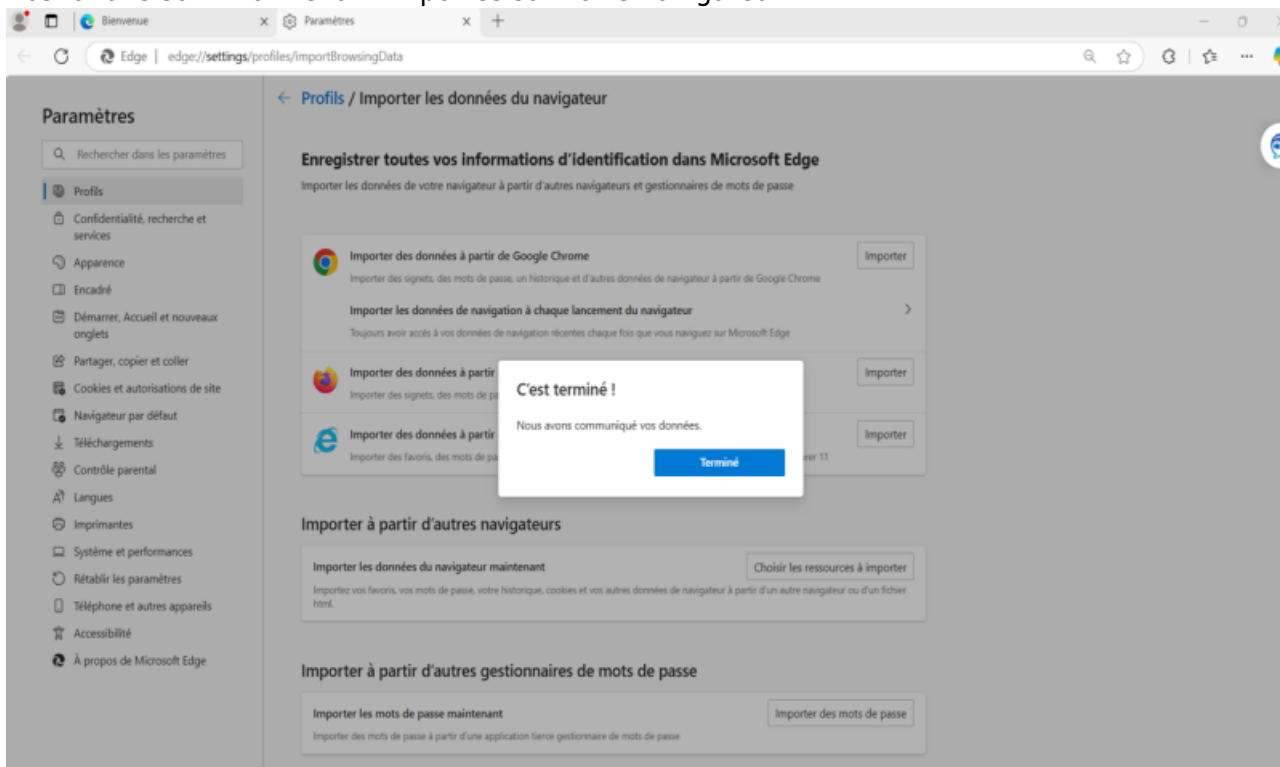 Bienvenue
Paramètres
Edge | edge://settings/profiles/importBrowsingData
Paramètres
Rechercher dans les paramètres
Profils
Confidentialité, recherche et
services
Apparence
Encadré
Démarrer, Accueil et nouveaux
onglets
Partager, copier et coller
Cookies et autorisations de site
Navigateur par défaut
Téléchargements
Contrôle parental
Langues
Imprimantes
Système et performances
Rétablir les paramètres
Téléphone et autres appareils
Accessibilité
À propos de Microsoft Edge
Profils / Importer les données du navigateur
Enregistrer toutes vos informations d'identification dans Microsoft Edge
Importer les données de votre navigateur à partir d'autres navigateurs et gestionnaires de mots de passe
Importer des données à partir de Google Chrome
Importer
Importer des signets, des mots de passe, un historique et d'autres données de navigateur à partir de Google Chrome
Importer les données de navigation à chaque lancement du navigateur
Toujours avoir accès à vos données de navigation récentes chaque fois que vous naviguez sur Microsoft Edge
Importer des données à partir
Importer
Importer des signets, des mots de
Importer des données à partir
Importer
Importer des favoris, des mots de
11
C'est terminé !
Nous avons communiqué vos données.
Terminé
Importer à partir d'autres navigateurs
Importer les données du navigateur maintenant
Choisir les ressources à importer
Importez vos favoris, vos mots de passe, votre historique, cookies et vos autres données de navigateur à partir d'un autre navigateur ou d'un fichier
html.
Importer à partir d'autres gestionnaires de mots de passe
Importer les mots de passe maintenant
Importer des mots de passe
Importer des mots de passe à partir d'une application tierce gestionnaire de mots de passe